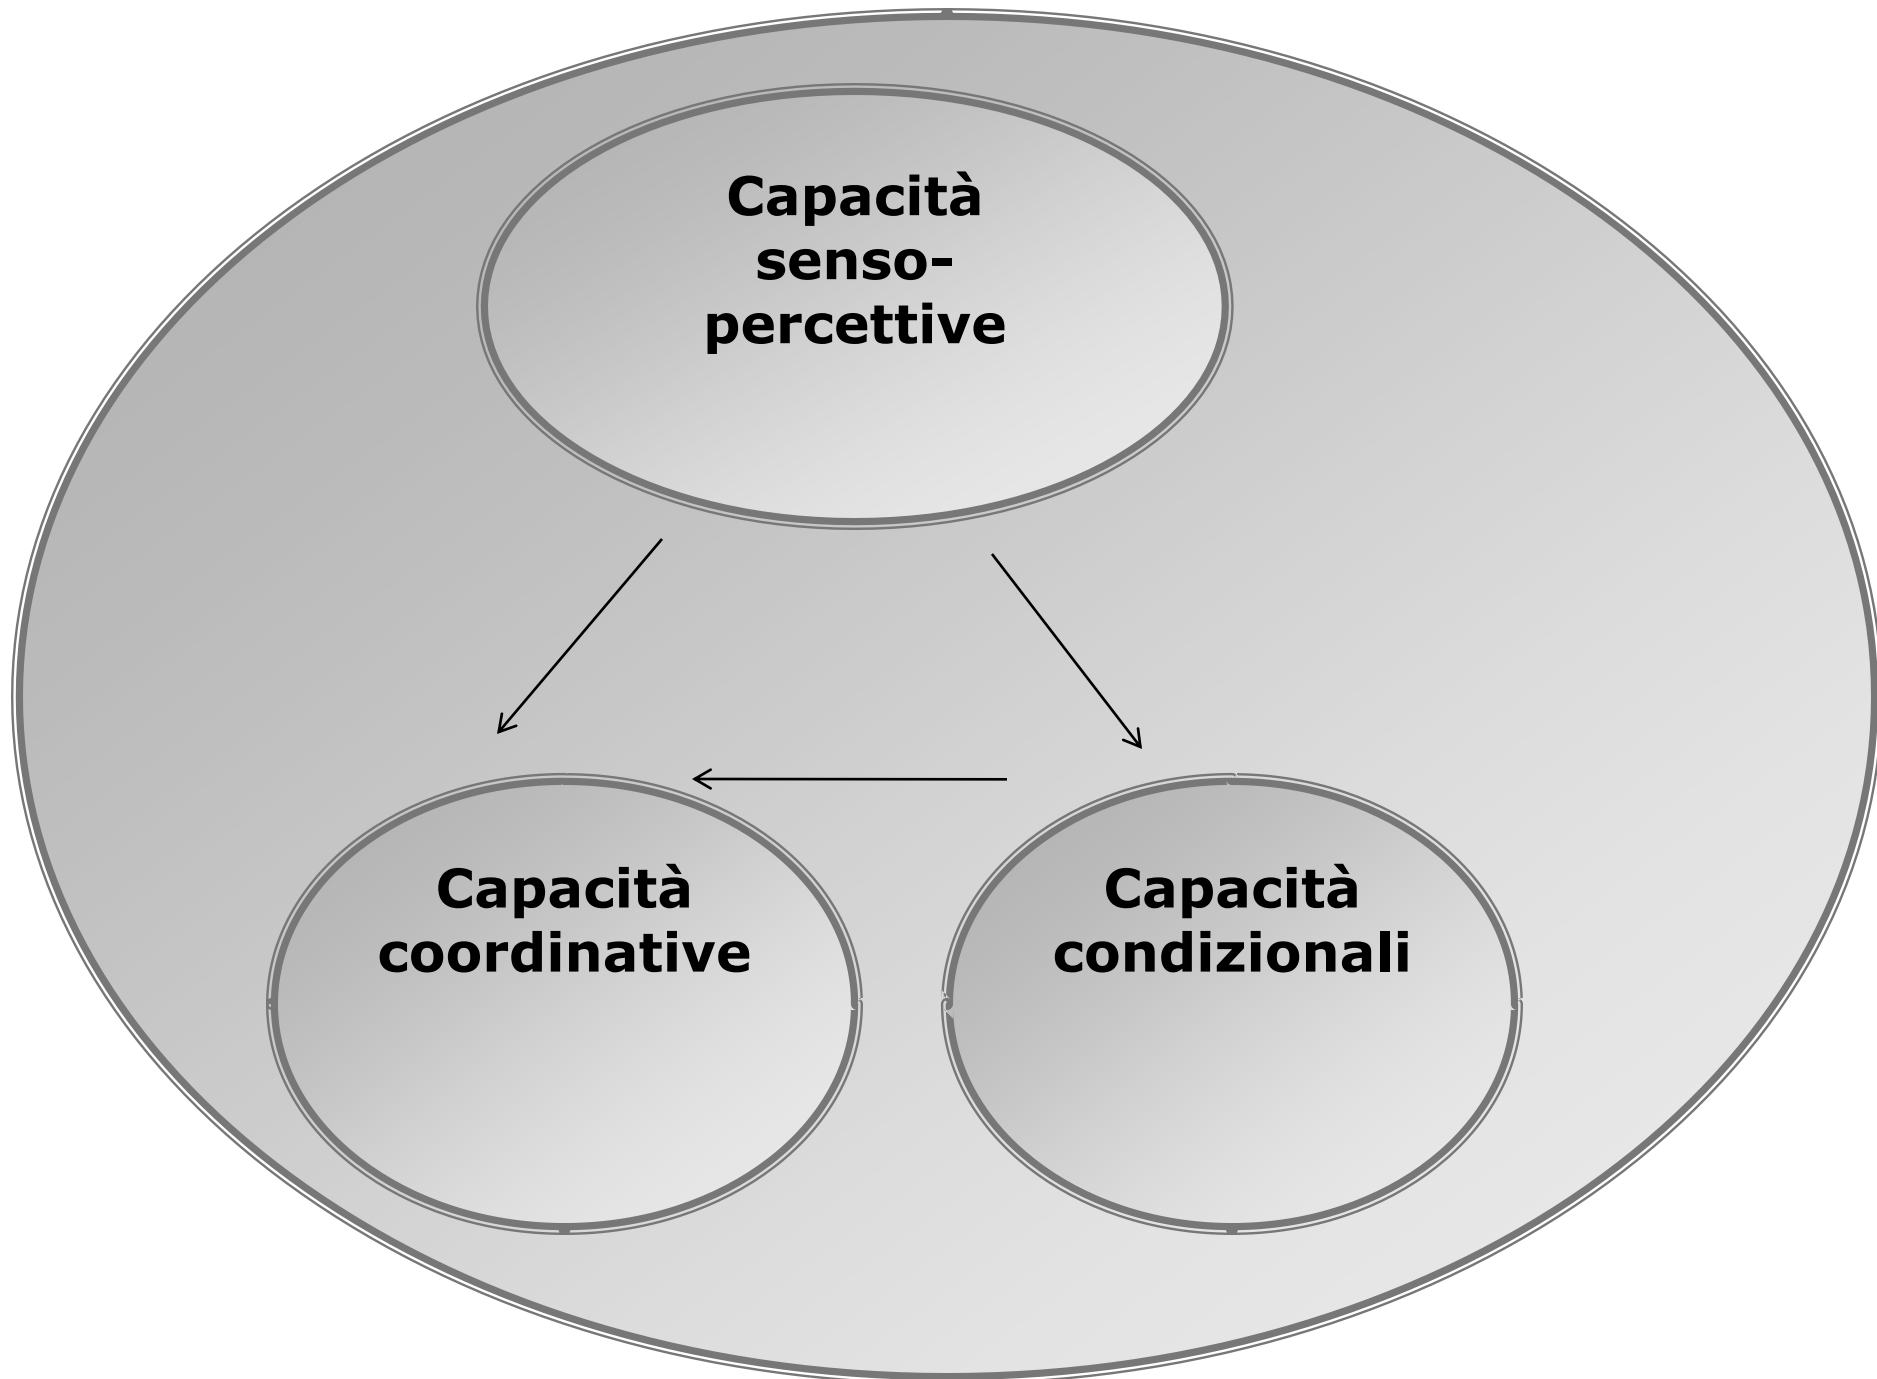 Capacità
senso-
percettive
Capacità
coordinative
Capacità
condizionali